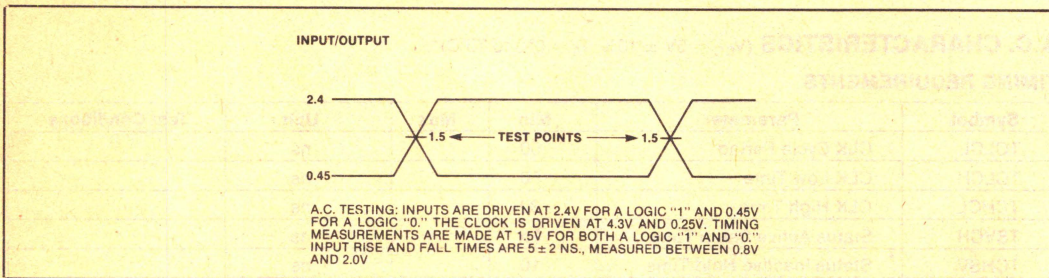 INPUT/OUTPUT
2.4
1.5 TEST POINTS 1.5
0.45
A.C. TESTING: INPUTS ARE DRIVEN AT 2.4V FOR A LOGIC "1" AND 0.45V
FOR A LOGIC "0." THE CLOCK IS DRIVEN AT 4.3V AND 0.25V. TIMING
MEASUREMENTS ARE MADE AT 1.5V FOR BOTH A LOGIC "1" AND "0."
INPUT RISE AND FALL TIMES ARE 5±2 NS., MEASURED BETWEEN 0.8V
AND 2.0V